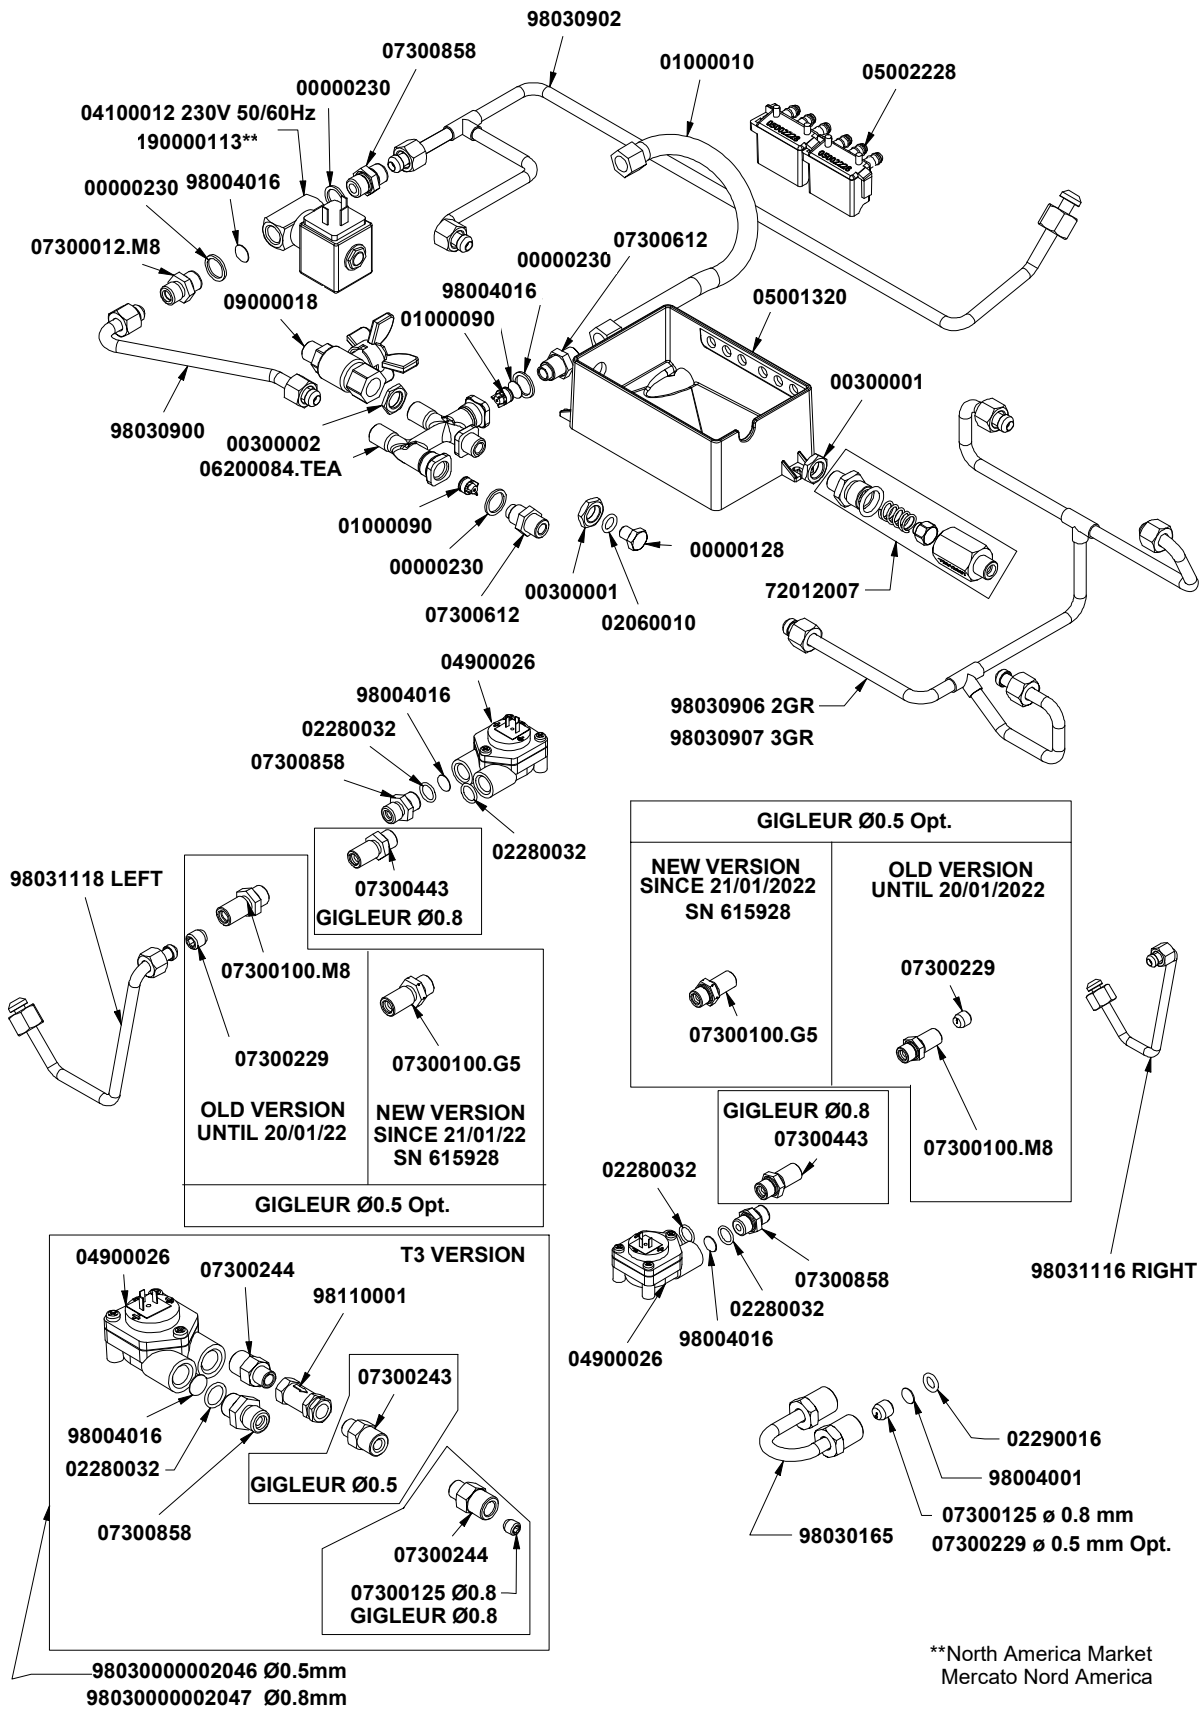 98030902
07300858
01000010
05002228
00000230
04100012 230V 50/60Hz
190000113**
05002228
05002228
00000230
98004016
07300012.M8
07300612
00000230
98004016
05001320
09000018
01000090
00300001
98030900
00300002
06200084.TEA
01000090
00000230
07300612
00300001
02060010
00000128
72012007
98030906 2GR
98030907 3GR
04900026
98004016
02280032
07300858
02280032
07300443
GIGLEUR Ø0.8
98031118 LEFT
07300100.M8
07300229
07300100.G5
OLD VERSION
UNTIL 20/01/22
NEW VERSION
SINCE 21/01/22
SN 615928
GIGLEUR Ø0.5 Opt.
GIGLEUR Ø0.5 Opt.
NEW VERSION
SINCE 21/01/2022
SN 615928
OLD VERSION
UNTIL 20/01/2022
07300229
07300100.G5
07300100.M8
GIGLEUR Ø0.8
07300443
02280032
07300858
02280032
98004016
04900026
98031116 RIGHT
T3 VERSION
04900026
07300244
98110001
07300243
98004016
02280032
GIGLEUR Ø0.5
07300858
07300244
07300125 Ø0.8
GIGLEUR Ø0.8
98030000002046 Ø0.5mm
98030000002047 Ø0.8mm
02290016
98004001
07300125 ø 0.8 mm
07300229 ø 0.5 mm Opt.
98030165
**North America Market
Mercato Nord America